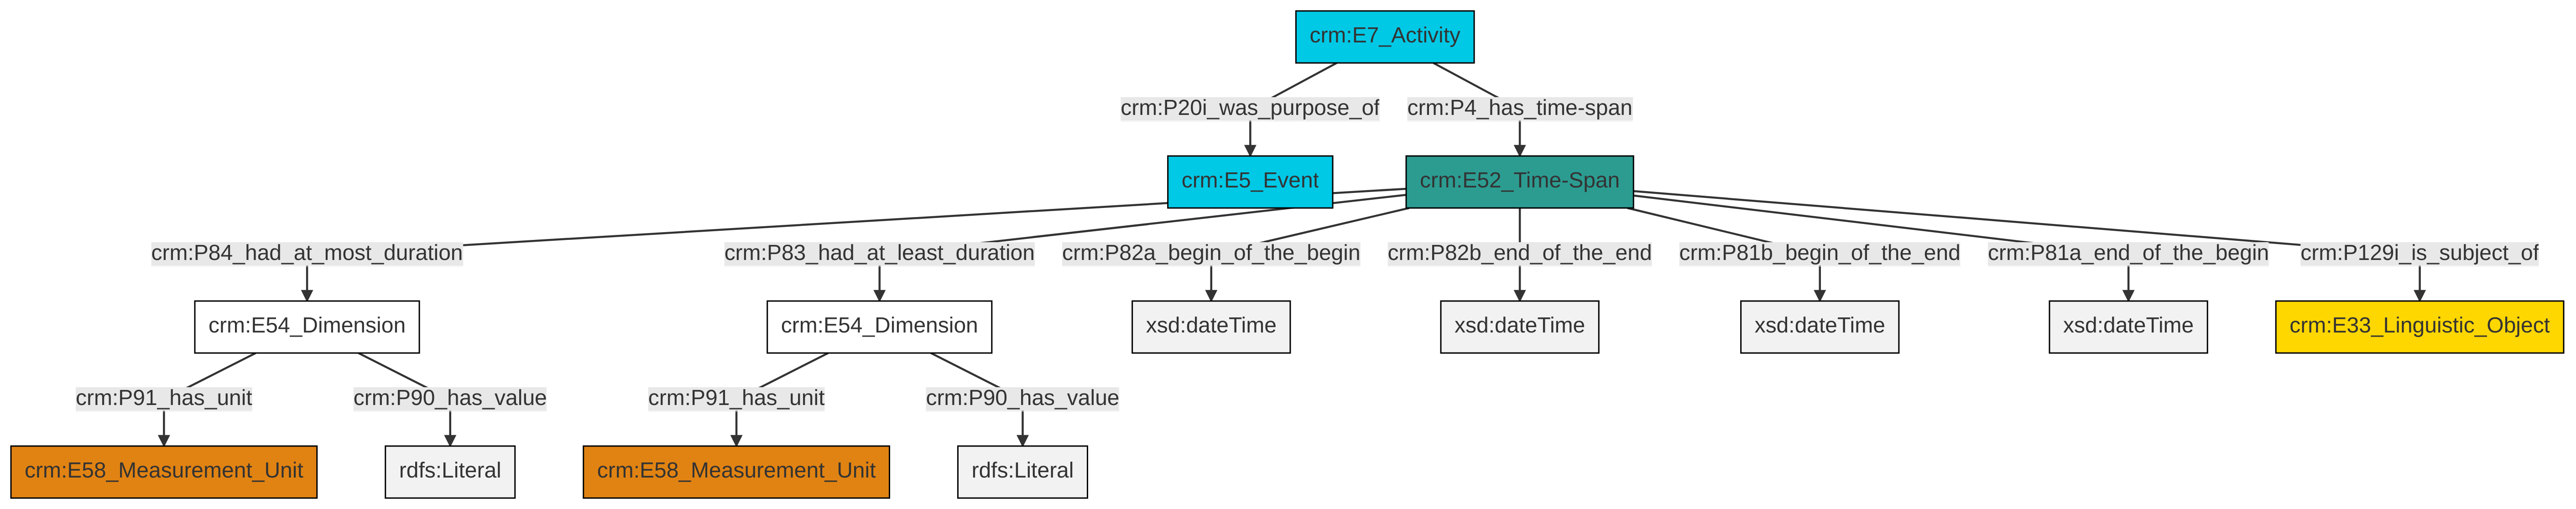 crm:E7_Activity
crm:P20i_was_purpose_of
crm:P4_has_time-span
crm:E5_Event
crm:E52_Time-Span
crm:P84_had_at_most_duration
crm:P83_had_at_least_duration
crm:P82a_begin_of_the_begin
crm:P82b_end_of_the_end
crm:P81b_begin_of_the_end
crm:P81a_end_of_the_begin
crm:P129i_is_subject_of
crm:E54_Dimension
crm:E54_Dimension
xsd:dateTime
xsd:dateTime
xsd:dateTime
xsd:dateTime
crm:E33_Linguistic_Object
crm:P91_has_unit
crm:P90_has_value
crm:P91_has_unit
crm:P90_has_value
crm:E58_Measurement_Unit
rdfs:Literal
crm:E58_Measurement_Unit
rdfs:Literal